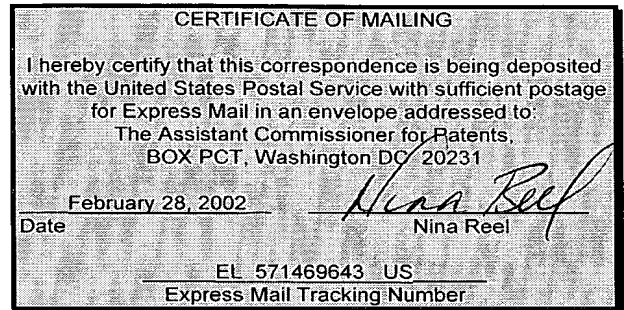 CERTIFICATE OF MAILING
I hereby certify that this correspondence is being deposited
with the United States Postal Service with sufficient postage
for Express Mail in an envelope addressed to:
The Assistant Commissioner for Patents,
BOX PCT, Washington DC 20231
February 28, 2002 Nina Reel
Date Nina Reel
EL 571469643 US
Express Mail Tracking Number